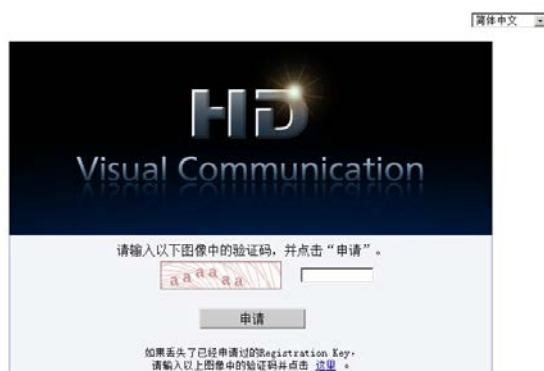 简体中文
HD
Visual Communication
请输入以下图像中的验证码，并点击“申请”。
aaaaaa
申请
如果丢失了已经申请过的Registration Key，
请输入以上图像中的验证码并点击 这里 。